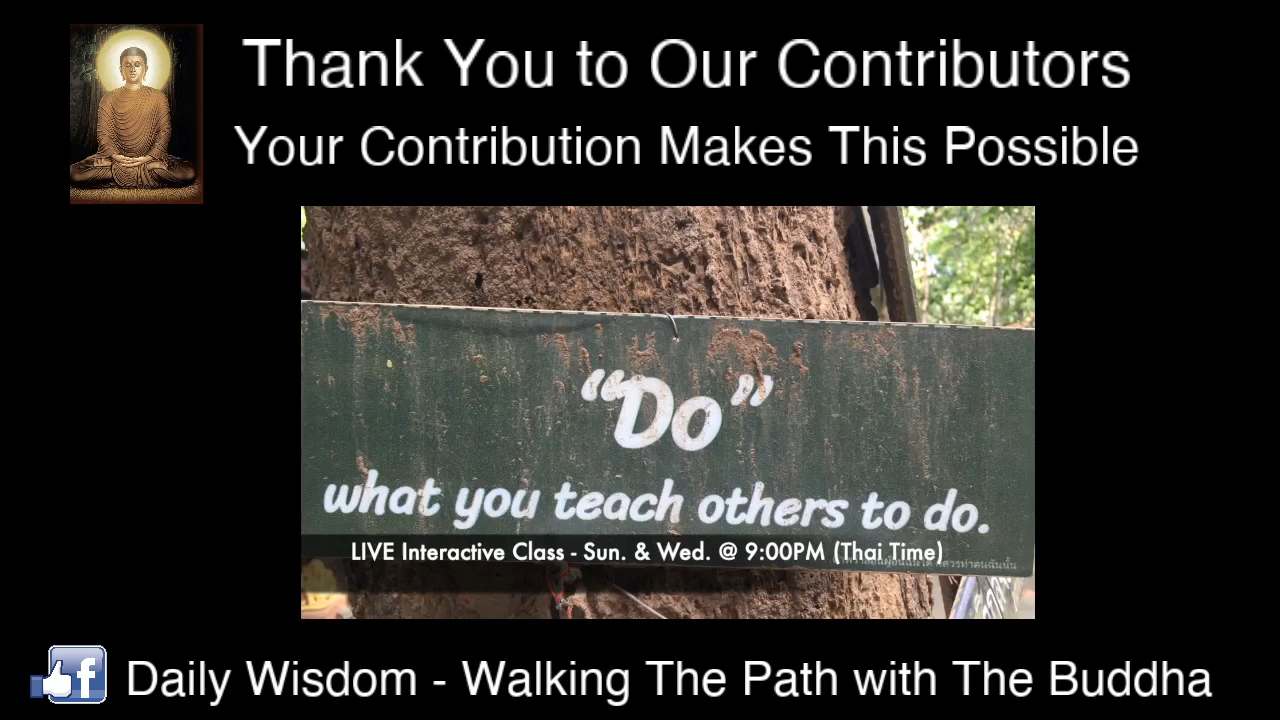 Thank You to Our Contributors
Your Contribution Makes This Possible
“Do”
what you teach others to do.
LIVE Interactive Class - Sun. & Wed. @ 9:00PM (Thai Time)
f Daily Wisdom - Walking The Path with The Buddha